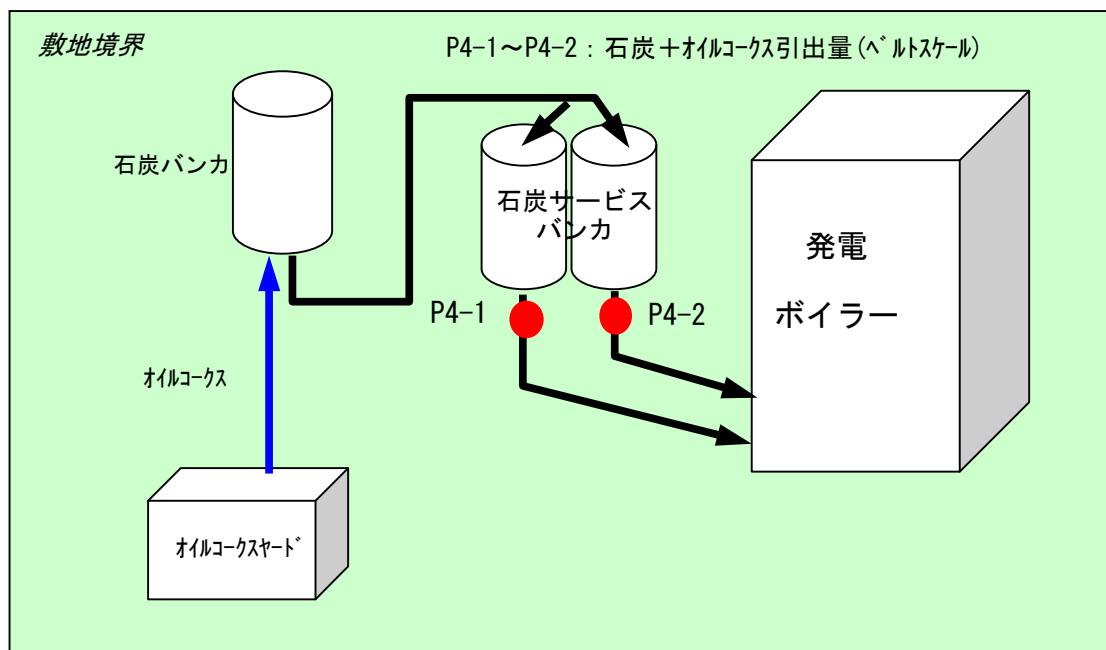 敷地境界
P4-1～P4-2：石炭＋ｵｲﾙｺｰｸｽ引出量(ﾍﾞﾙﾄｽｹｰﾙ)
石炭バンカ
石炭サービス
バンカ
発電
ボイラー
P4-1
P4-2
ｵｲﾙｺｰｸｽ
ｵｲﾙｺｰｸｽﾔｰﾄﾞ